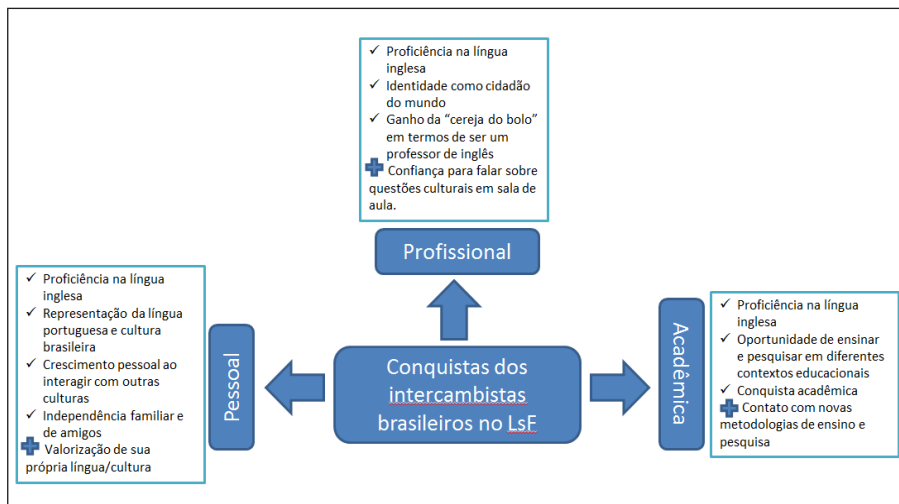 Proficiência na língua
inglesa
Identidade como cidadão
do mundo
Ganho da “cereja do bolo”
em termos de ser um
professor de inglês
Confiança para falar sobre
questões culturais em sala de
aula.
Profissional
Proficiência na língua
inglesa
Representação da língua
portuguesa e cultura
brasileira
Crescimento pessoal ao
interagir com outras
culturas
Independência familiar e
de amigos
Valorização de sua
própria língua/cultura
Pessoal
Conquistas dos
intercambistas
brasileiros no LsF
Acadêmica
Proficiência na língua
inglesa
Oportunidade de ensinar
e pesquisar em diferentes
contextos educacionais
Conquista acadêmica
Contato com novas
metodologias de ensino e
pesquisa